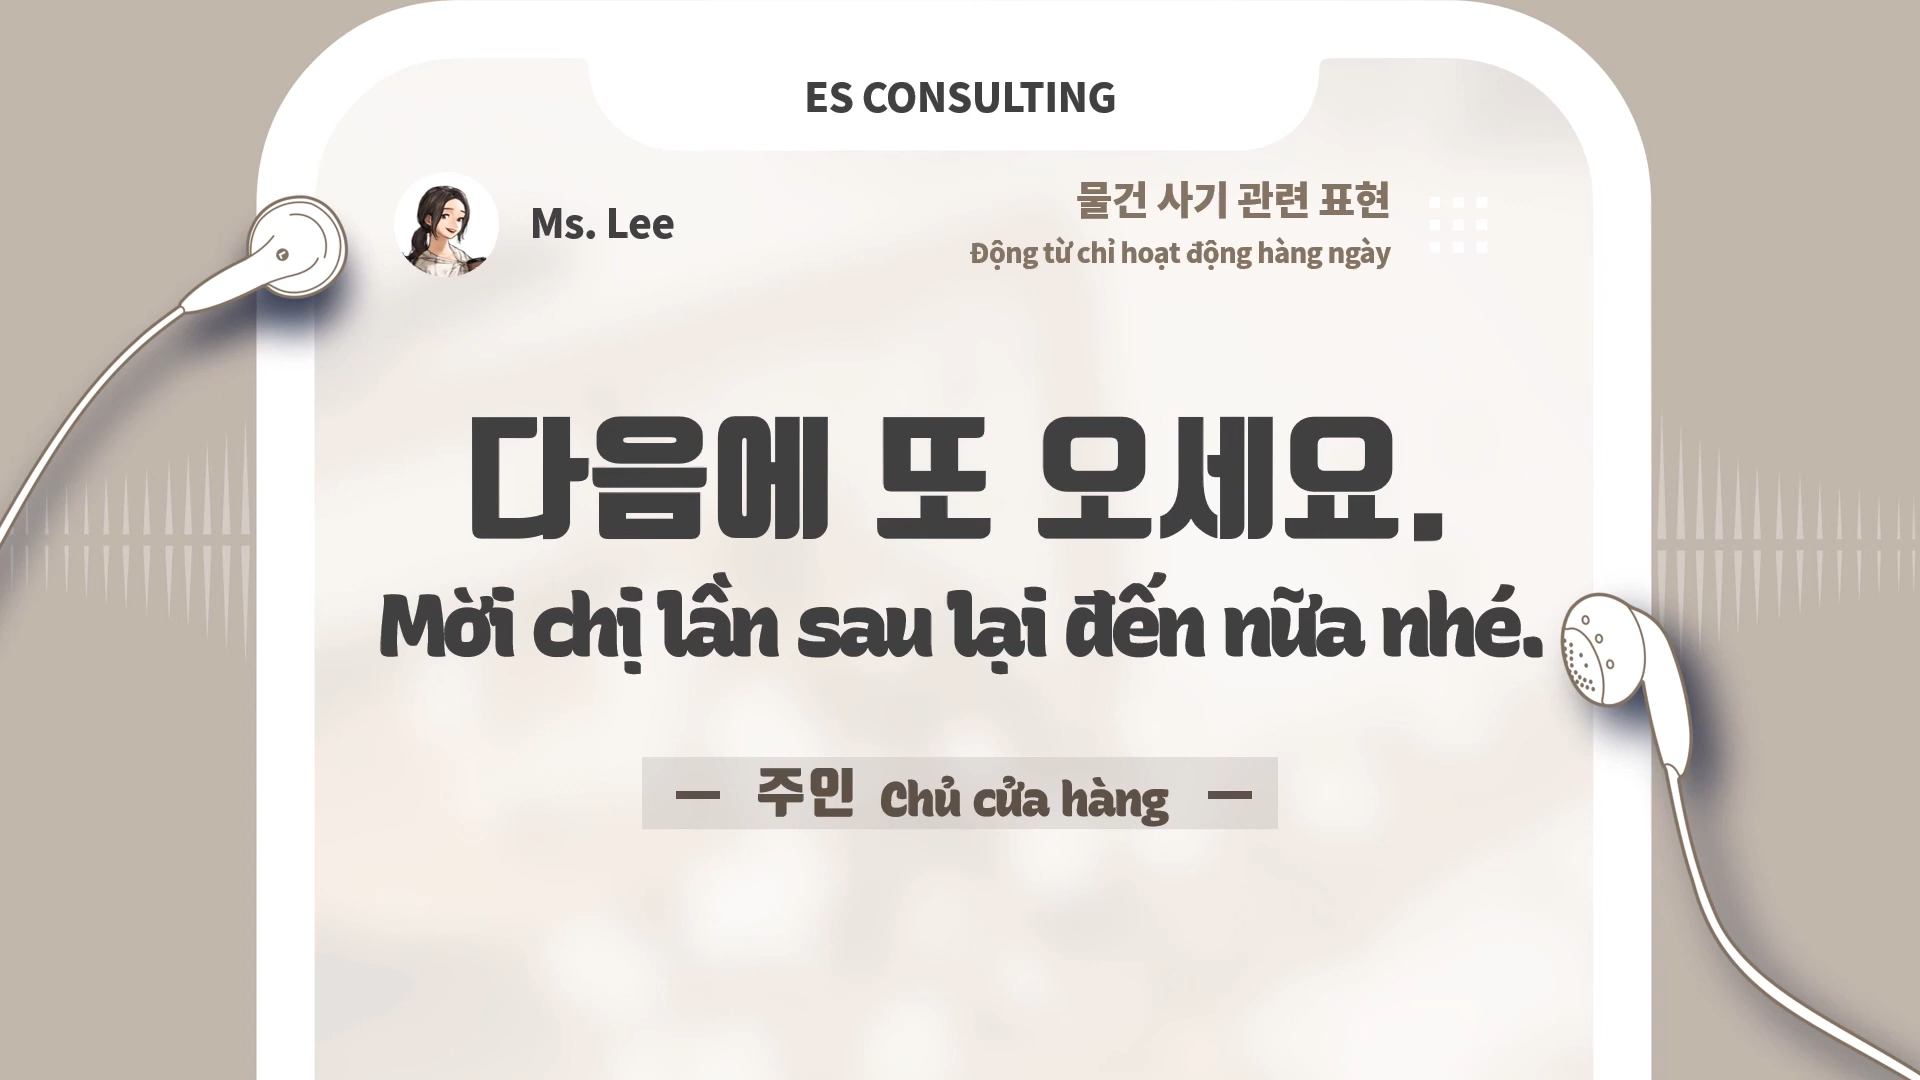 ES CONSULTING
Ms. Lee
물건 사기 관련 표현
Động từ chỉ hoạt động hàng ngày
다음에 또 오세요.
Mời chị lần sau lại đến nữa nhé.
— 주인 Chủ cửa hàng —